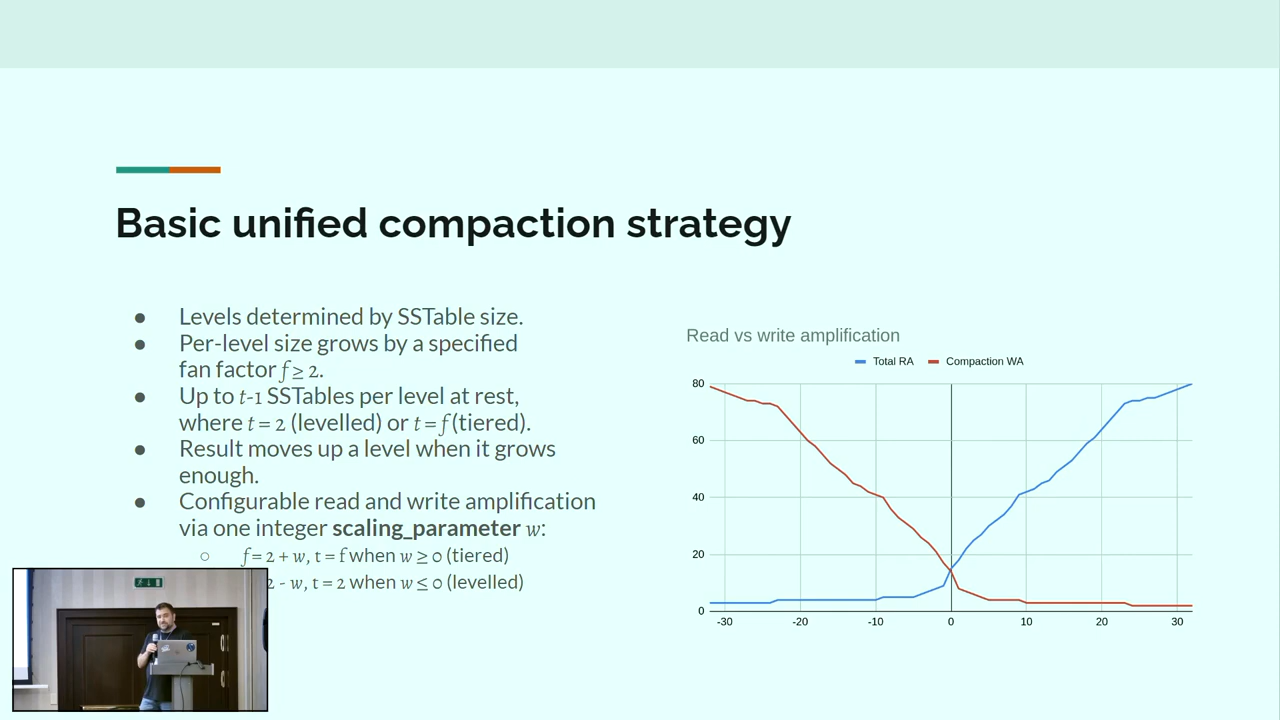 Basic unified compaction strategy
● Levels determined by SSTable size.
● Per-level size grows by a specified
fan factor f ≥ 2.
● Up to t-1 SSTables per level at rest,
where t = 2 (levelled) or t = f (tiered).
● Result moves up a level when it grows
enough.
● Configurable read and write amplification
via one integer scaling_parameter w:
○ f = 2 + w, t = f when w ≥ 0 (tiered)
2 - w, t = 2 when w ≤ 0 (levelled)
Read vs write amplification
Total RA Compaction WA
80
60
40
20
0
-30 -20 -10 0 10 20 30